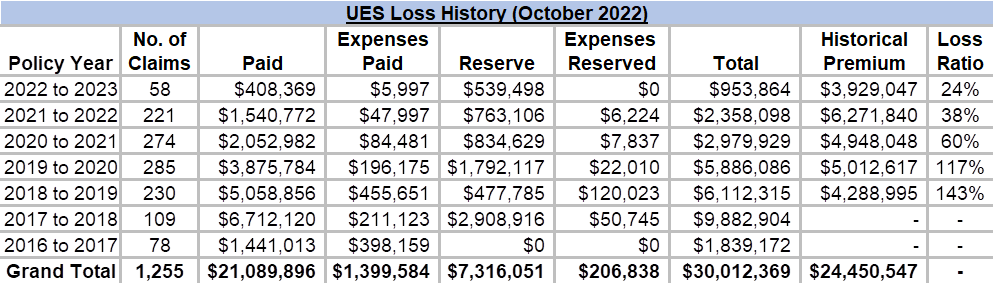 UES Loss History (October 2022)
Policy Year No. of Claims Paid Expenses Paid Reserve Expenses Reserved Total Historical Premium Loss Ratio
2022 to 2023 58 $408,369 $5,997 $539,498 $0 $953,864 $3,929,047 24%
2021 to 2022 221 $1,540,772 $47,997 $763,106 $6,224 $2,358,098 $6,271,840 38%
2020 to 2021 274 $2,052,982 $84,481 $834,629 $7,837 $2,979,929 $4,948,048 60%
2019 to 2020 285 $3,875,784 $196,175 $1,792,117 $22,010 $5,886,086 $5,012,617 117%
2018 to 2019 230 $5,058,856 $455,651 $477,785 $120,023 $6,112,315 $4,288,995 143%
2017 to 2018 109 $6,712,120 $211,123 $2,908,916 $50,745 $9,882,904 - -
2016 to 2017 78 $1,441,013 $398,159 $0 $0 $1,839,172 - -
Grand Total 1,255 $21,089,896 $1,399,584 $7,316,051 $206,838 $30,012,369 $24,450,547 -